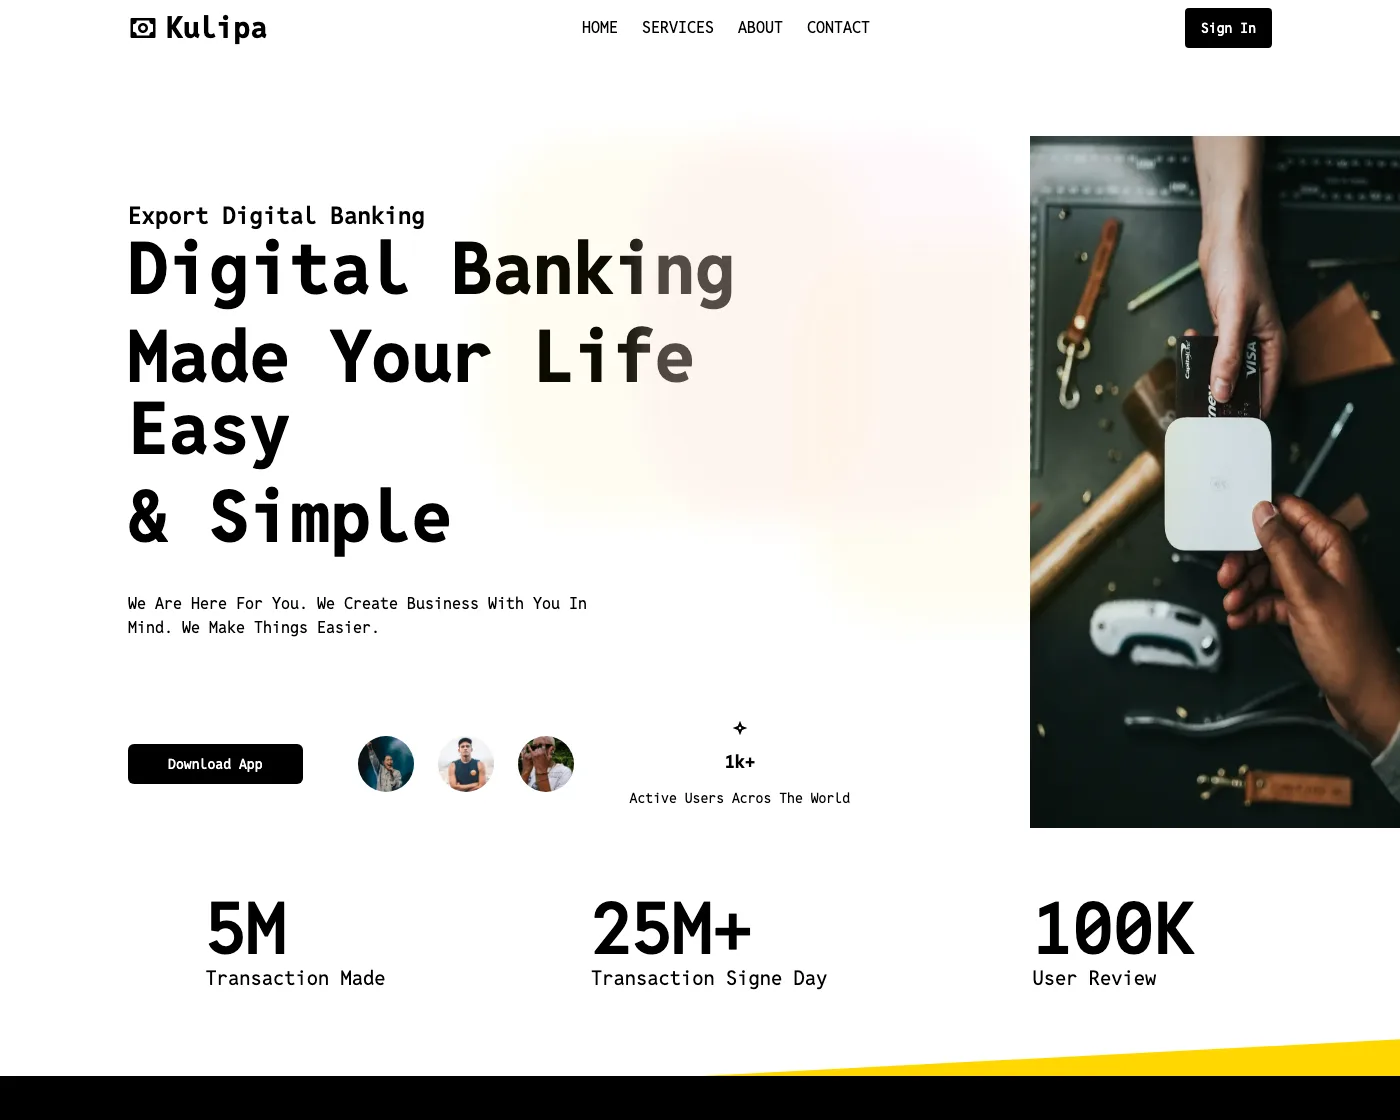 Kulipa
HOME SERVICES ABOUT CONTACT
Sign In
Export Digital Banking
Digital Banking
Made Your Life
Easy
& Simple
We Are Here For You. We Create Business With You In
Mind. We Make Things Easier.
Download App
1k+
Active Users Acros The World
VISA
5M
Transaction Made
25M+
Transaction Signe Day
100K
User Review